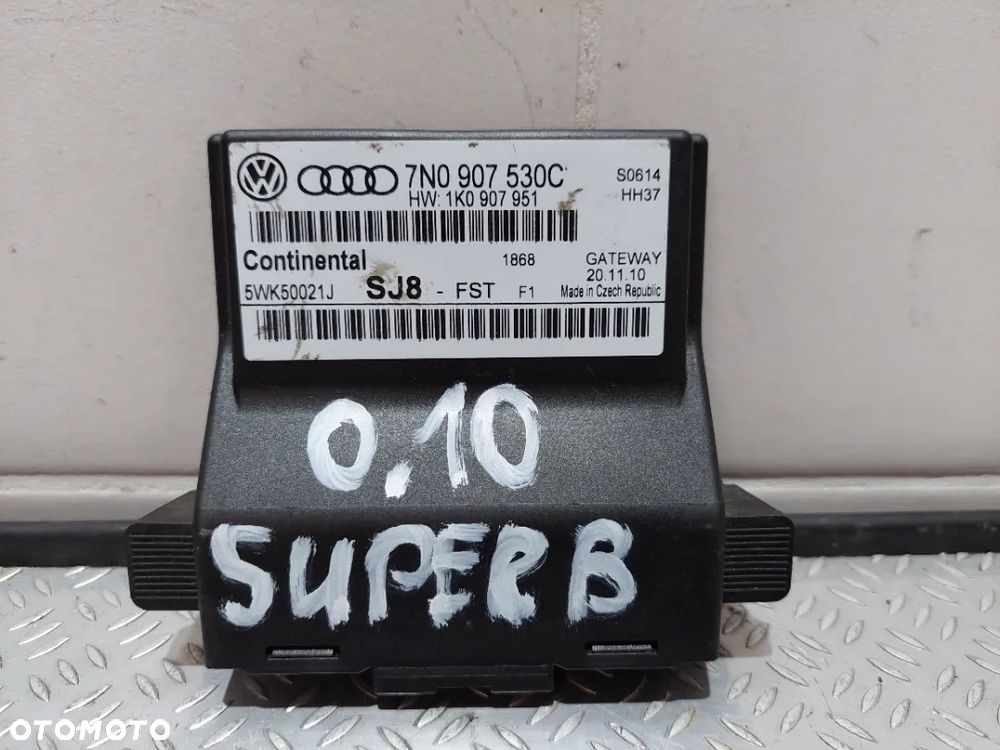 7N0 907 530C
HW: 1K0 907 951
S0614
HH37
Continental
1868
GATEWAY
20.11.10
5WK50021J SJ8 - FST F1
Made in Czech Republic
0.10
SUPERB
OTOMOTO